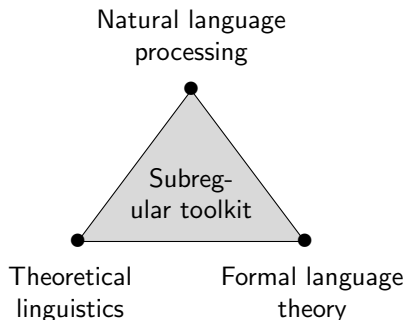 Natural language
processing
Subreg-
ular toolkit
Theoretical
linguistics
Formal language
theory